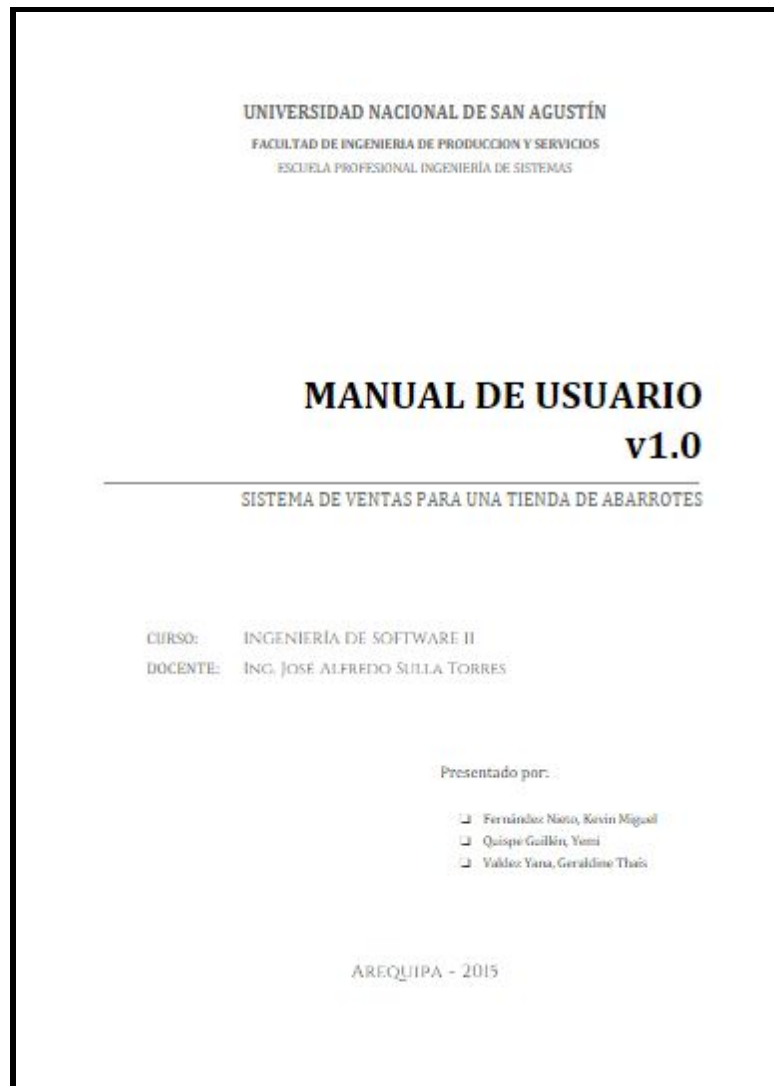 UNIVERSIDAD NACIONAL DE SAN AGUSTÍN
FACULTAD DE INGENIERIA DE PRODUCCION Y SERVICIOS
ESCUELA PROFESIONAL INGENIERÍA DE SISTEMAS
MANUAL DE USUARIO
v1.0
SISTEMA DE VENTAS PARA UNA TIENDA DE ABARROTES
CURSO: INGENIERÍA DE SOFTWARE II
DOCENTE: ING. JOSÉ ALFREDO SULLA TORRES
Presentado por:
❏ Fernández Nieto, Kevin Miguel
❏ Quispe Guillén, Yemi
❏ Valdez Yana, Geraldine Thais
AREQUIPA - 2015